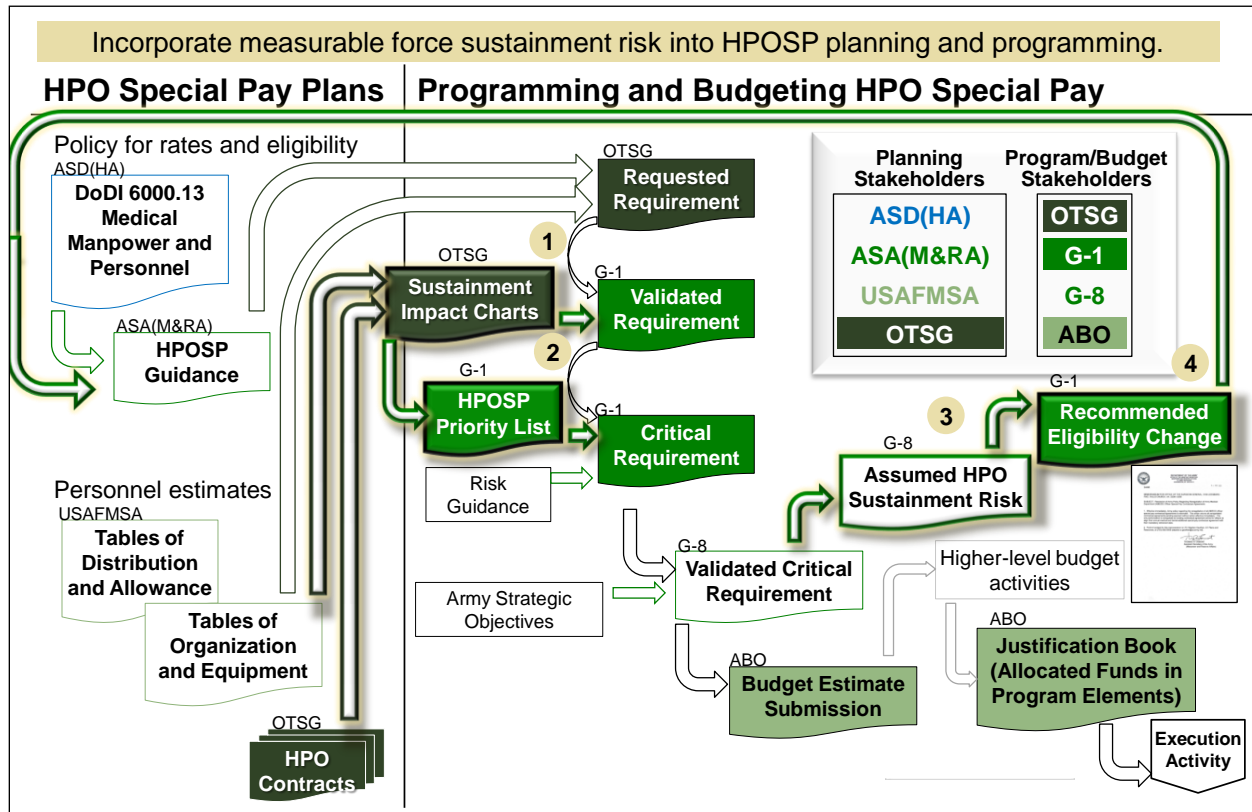 Incorporate measurable force sustainment risk into HPOSP planning and programming.
HPO Special Pay Plans
Programming and Budgeting HPO Special Pay
Policy for rates and eligibility
ASD(HA)
DoDI 6000.13
Medical
Manpower and
Personnel
ASA(M&RA)
HPOSP
Guidance
Personnel estimates
USAFMSA
Tables of
Distribution
and Allowance
Tables of
Organization
and Equipment
OTSG
HPO
Contracts
OTSG
Requested
Requirement
1
OTSG
Sustainment
Impact Charts
G-1
Validated
Requirement
2
G-1
HPOSP
Priority List
G-1
Critical
Requirement
Risk
Guidance
Army Strategic
Objectives
G-8
Validated Critical
Requirement
ABO
Budget Estimate
Submission
Planning
Stakeholders
ASD(HA)
ASA(M&RA)
USAFMSA
OTSG
Program/Budget
Stakeholders
OTSG
G-1
G-8
ABO
3
G-8
Assumed HPO
Sustainment Risk
4
G-1
Recommended
Eligibility Change
Higher-level budget
activities
ABO
Justification Book
(Allocated Funds in
Program Elements)
Execution
Activity